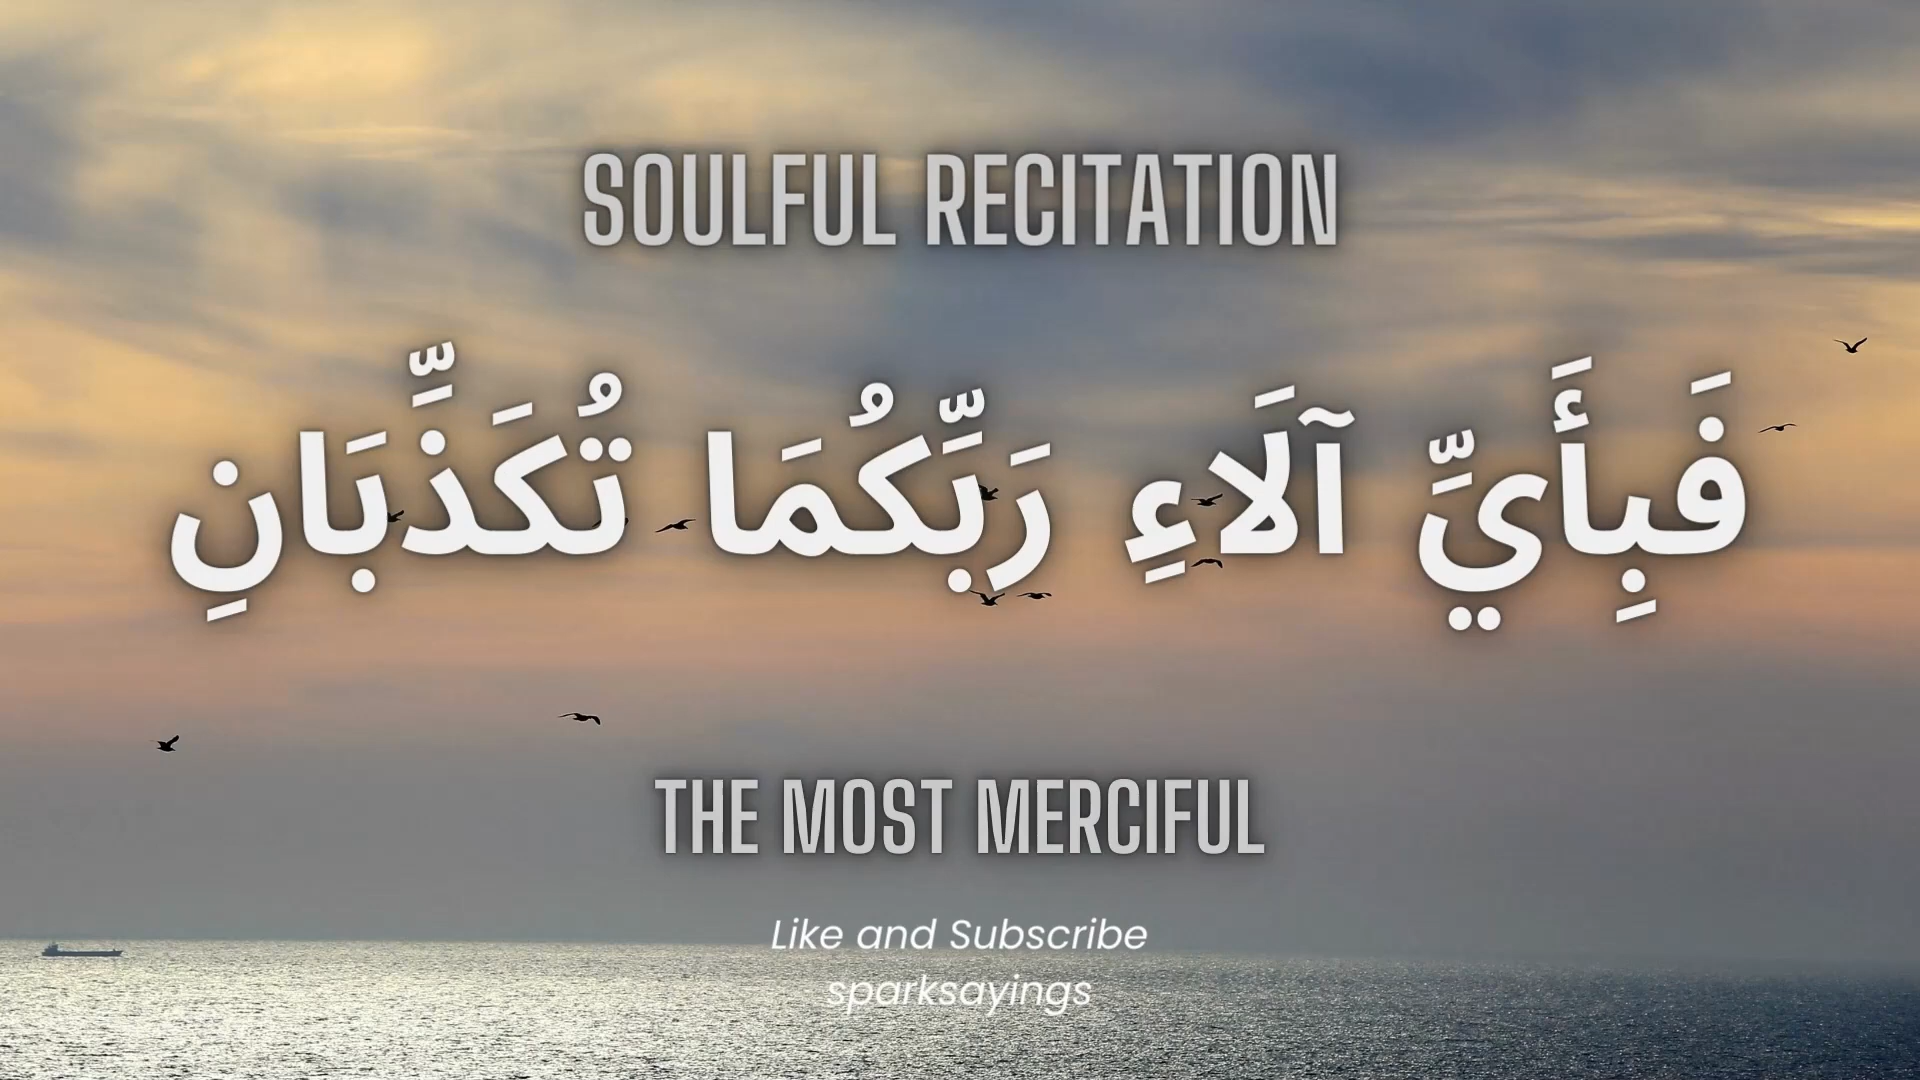 SOULFUL RECITATION
فَبِأَيِّ آلَاءِ رَبِّكُمَا تُكَذِّبَانِ
THE MOST MERCIFUL
Like and Subscribe
sparksayings